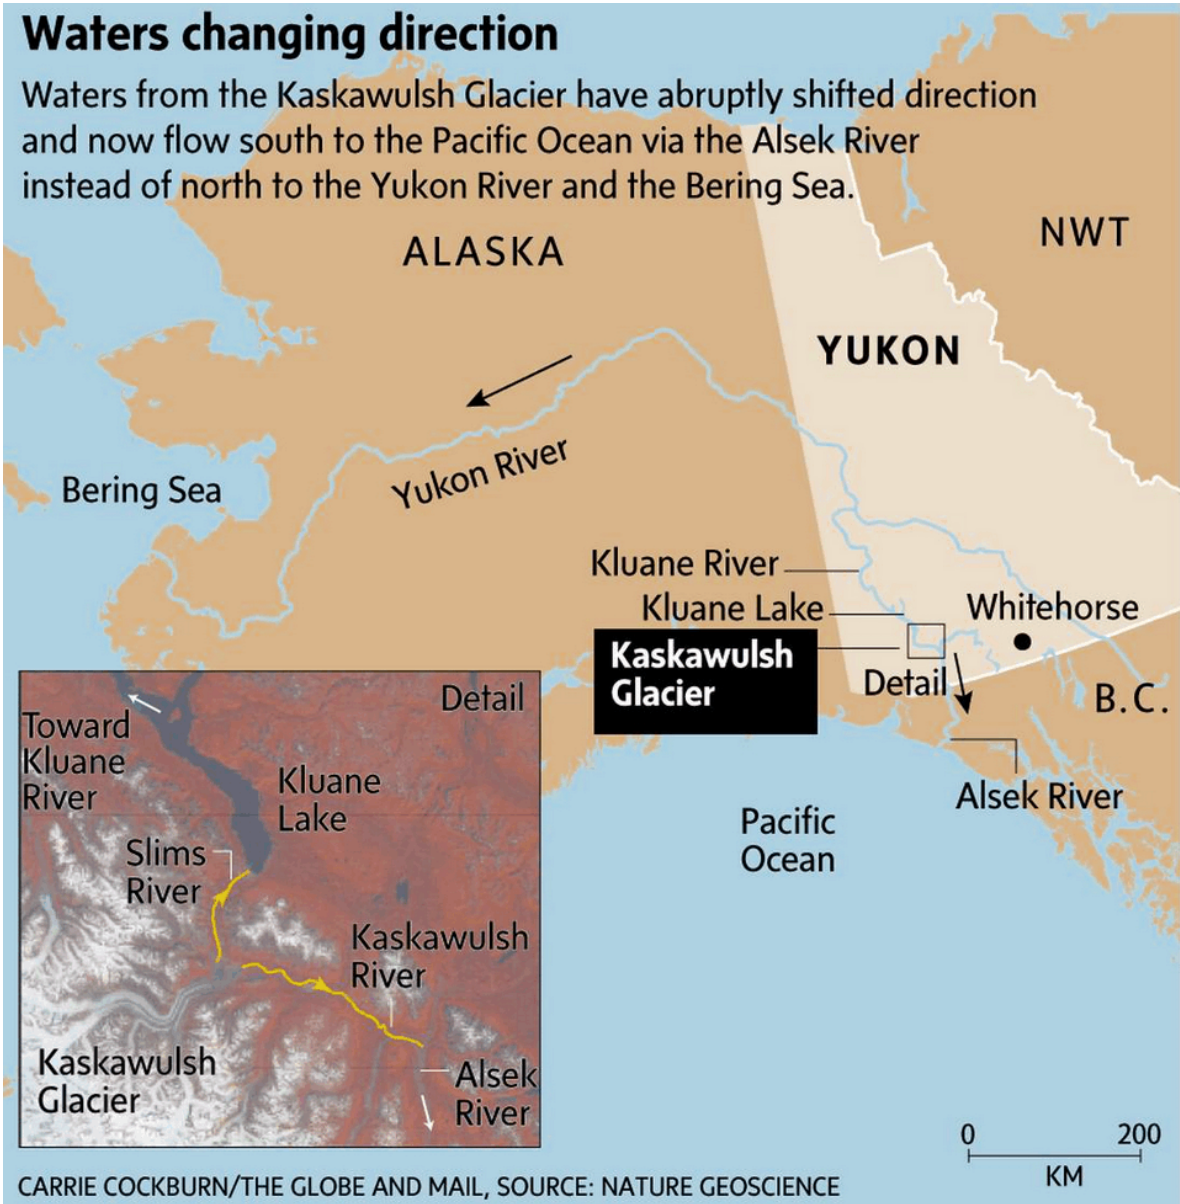 Waters changing direction
Waters from the Kaskawulsh Glacier have abruptly shifted direction
and now flow south to the Pacific Ocean via the Alsek River
instead of north to the Yukon River and the Bering Sea.
NWT
ALASKA
YUKON
Yukon River
Bering Sea
Kluane River
Kluane Lake
Whitehorse
Kaskawulsh
Glacier
Detail
B.C.
Alsek River
Pacific
Ocean
Detail
Toward
Kluane
River
Kluane
Lake
Slims
River
Kaskawulsh
River
Kaskawulsh
Glacier
Alsek
River
0 200
KM
CARRIE COCKBURN/THE GLOBE AND MAIL, SOURCE: NATURE GEOSCIENCE